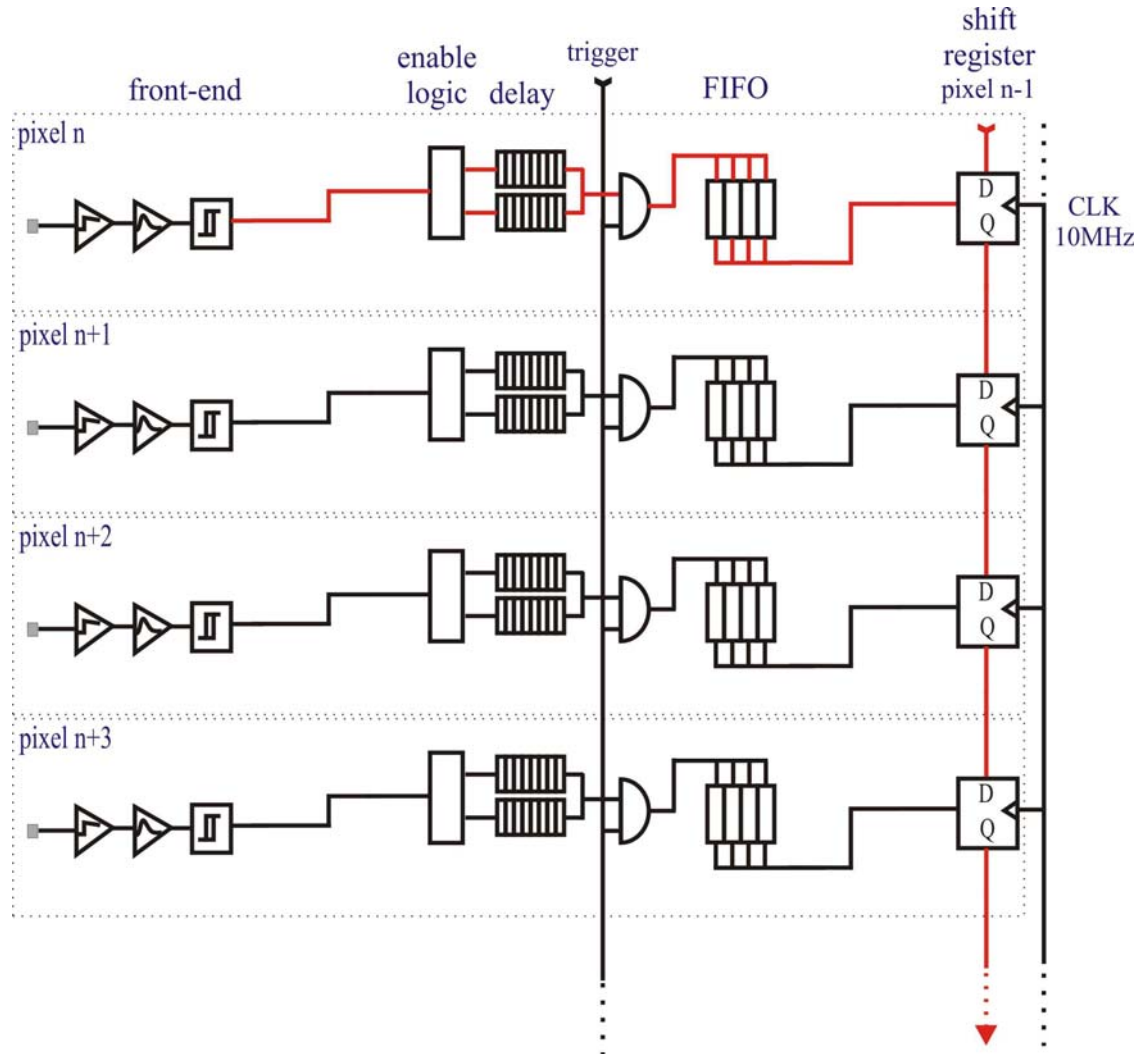 front-end
enable
logic
delay
trigger
FIFO
shift
register
pixel n-1
pixel n
D
Q
CLK
10MHz
pixel n+1
D
Q
pixel n+2
D
Q
pixel n+3
D
Q